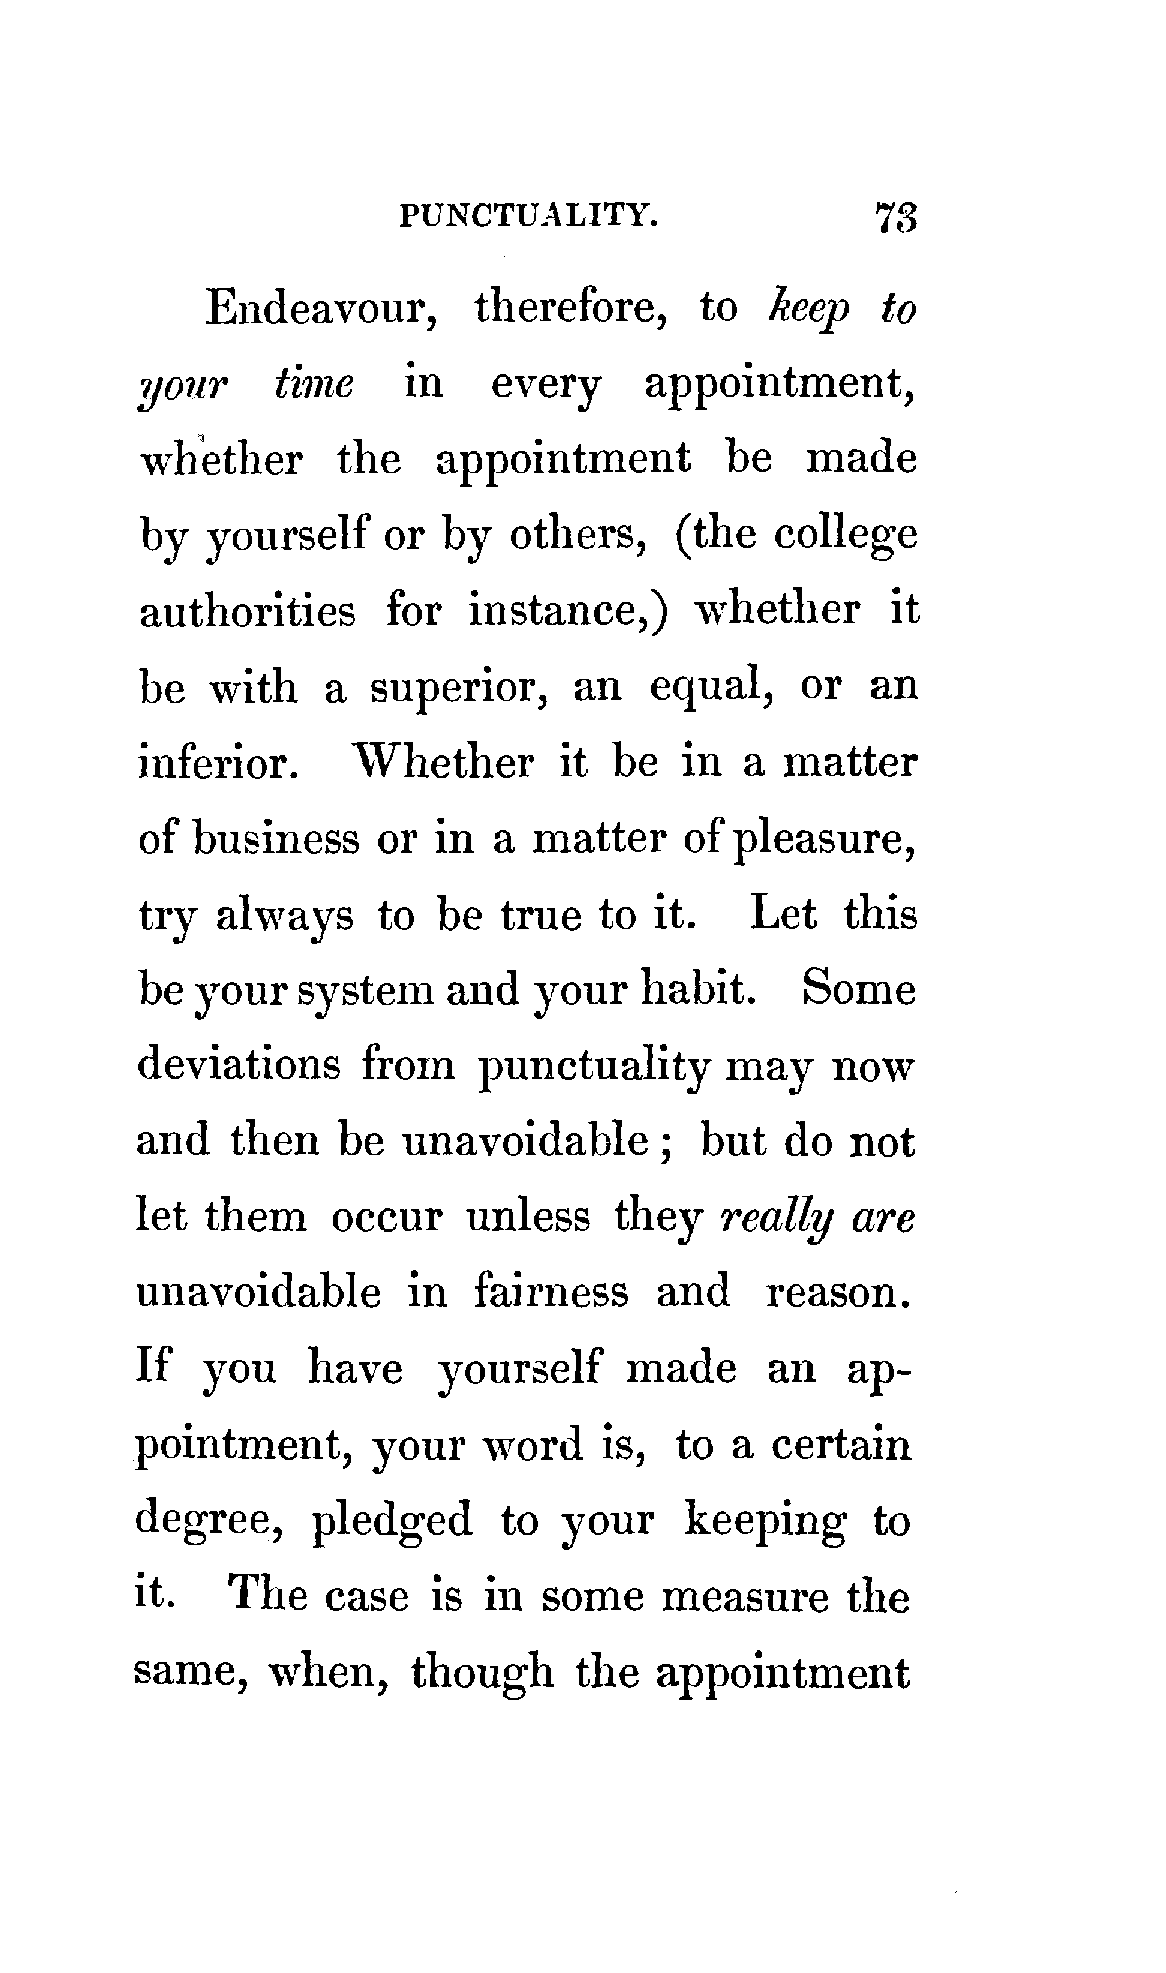 PUNCTUALITY. 73
Endeavour, therefore, to keep to
your time in every appointment,
whether the appointment be made
by yourself or by others, (the college
authorities for instance,) whether it
be with a superior, an equal, or an
inferior. Whether it be in a matter
of business or in a matter of pleasure,
try always to be true to it. Let this
be your system and your habit. Some
deviations from punctuality may now
and then be unavoidable ; but do not
let them occur unless they really are
unavoidable in fairness and reason.
If you have yourself made an ap-
pointment, your word is, to a certain
degree, pledged to your keeping to
it. The case is in some measure the
same, when, though the appointment